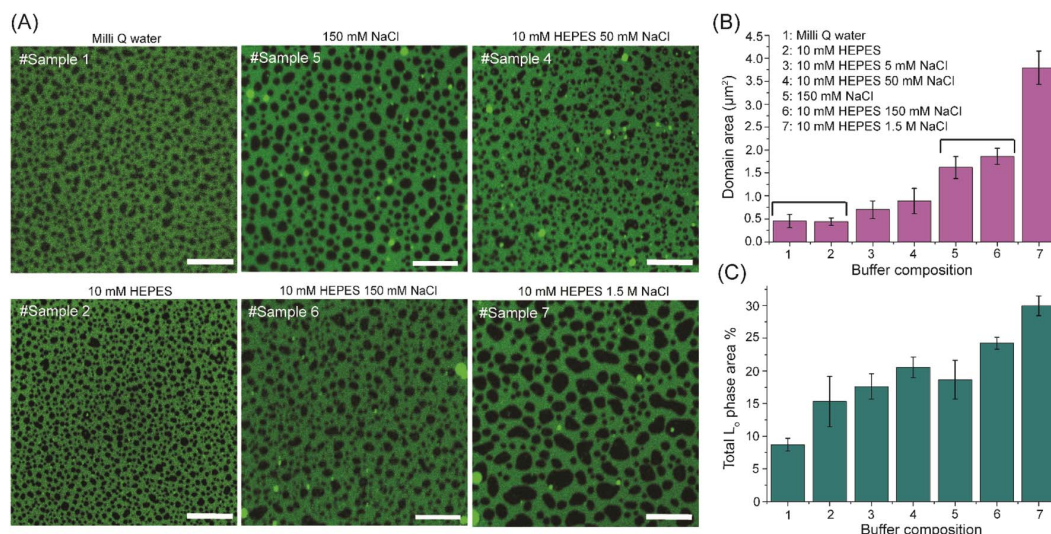 (A)
Milli Q water
150 mM NaCl
10 mM HEPES 50 mM NaCl
#Sample 1
#Sample 5
#Sample 4
10 mM HEPES
10 mM HEPES 150 mM NaCl
10 mM HEPES 1.5 M NaCl
#Sample 2
#Sample 6
#Sample 7
(B)
1: Milli Q water
2: 10 mM HEPES
3: 10 mM HEPES 5 mM NaCl
4: 10 mM HEPES 50 mM NaCl
5: 150 mM NaCl
6: 10 mM HEPES 150 mM NaCl
7: 10 mM HEPES 1.5 M NaCl
Domain area (µm²)
4.5
4.0
3.5
3.0
2.5
2.0
1.5
1.0
0.5
0.0
1 2 3 4 5 6 7
Buffer composition
(C)
Total Lₒ phase area %
30
25
20
15
10
5
0
1 2 3 4 5 6 7
Buffer composition